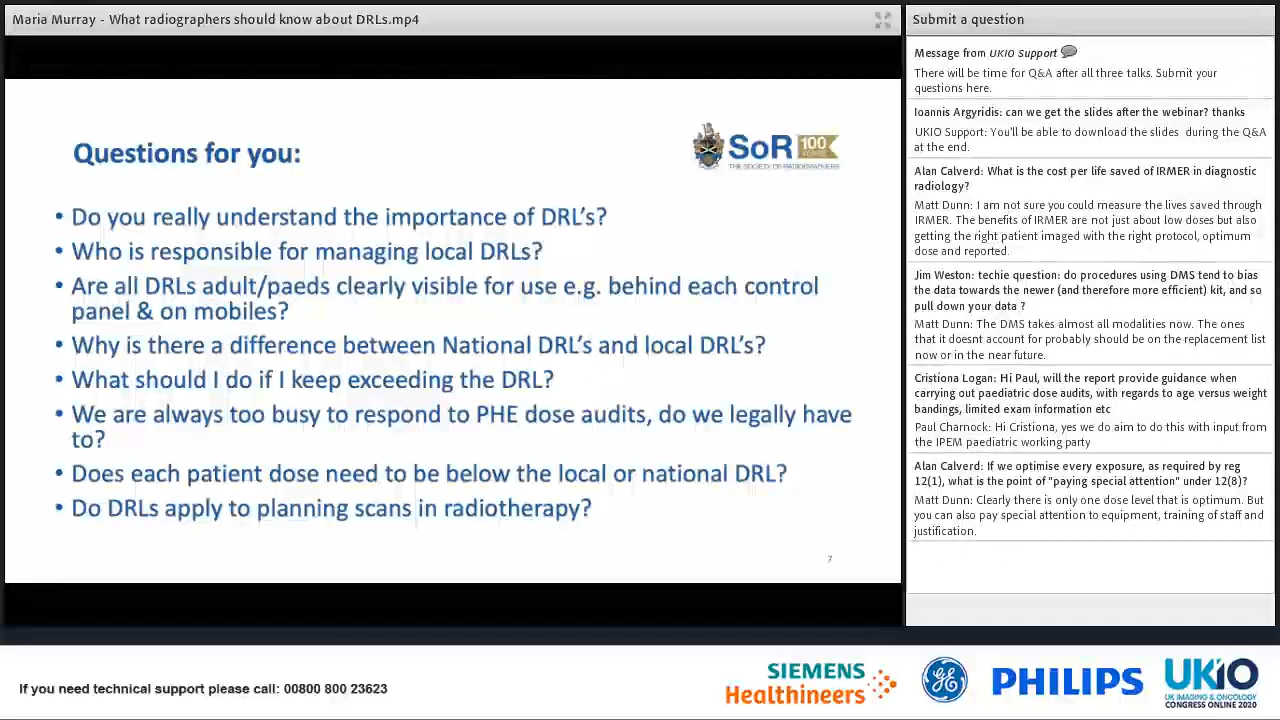 Maria Murray - What radiographers should know about DRLs.mp4
Questions for you:
SoR 100 YEARS
THE SOCIETY OF RADIOGRAPHERS
• Do you really understand the importance of DRL's?
• Who is responsible for managing local DRLs?
• Are all DRLs adult/paeds clearly visible for use e.g. behind each control
panel & on mobiles?
• Why is there a difference between National DRL's and local DRL's?
• What should I do if I keep exceeding the DRL?
• We are always too busy to respond to PHE dose audits, do we legally have
to?
• Does each patient dose need to be below the local or national DRL?
• Do DRLs apply to planning scans in radiotherapy?
7
Submit a question
Message from UKIO Support
There will be time for Q&A after all three talks. Submit your
questions here.
Ioannis Argyridis: can we get the slides after the webinar? thanks
UKIO Support: You'll be able to download the slides during the Q&A
at the end.
Alan Calverd: What is the cost per life saved of IRMER in diagnostic
radiology?
Matt Dunn: I am not sure you could measure the lives saved through
IRMER. The benefits of IRMER are not just about low doses but also
getting the right patient imaged with the right protocol, optimum
dose and reported.
Jim Weston: techie question: do procedures using DMS tend to bias
the data towards the newer (and therefore more efficient) kit, and so
pull down your data ?
Matt Dunn: The DMS takes almost all modalities now. The ones
that it doesnt account for probably should be on the replacement list
now or in the near future.
Cristiona Logan: Hi Paul, will the report provide guidance when
carrying out paediatric dose audits, with regards to age versus weight
bandings, limited exam information etc
Paul Charnock: Hi Cristiona, yes we do aim to do this with input from
the IPEM paediatric working party
Alan Calverd: If we optimise every exposure, as required by reg
12(1), what is the point of "paying special attention" under 12(8)?
Matt Dunn: Clearly there is only one dose level that is optimum. But
you can also pay special attention to equipment, training of staff and
justification.
If you need technical support please call: 00800 800 23623
SIEMENS
Healthineers
GE
PHILIPS
UKIO
UK IMAGING & ONCOLOGY
CONGRESS ONLINE 2020